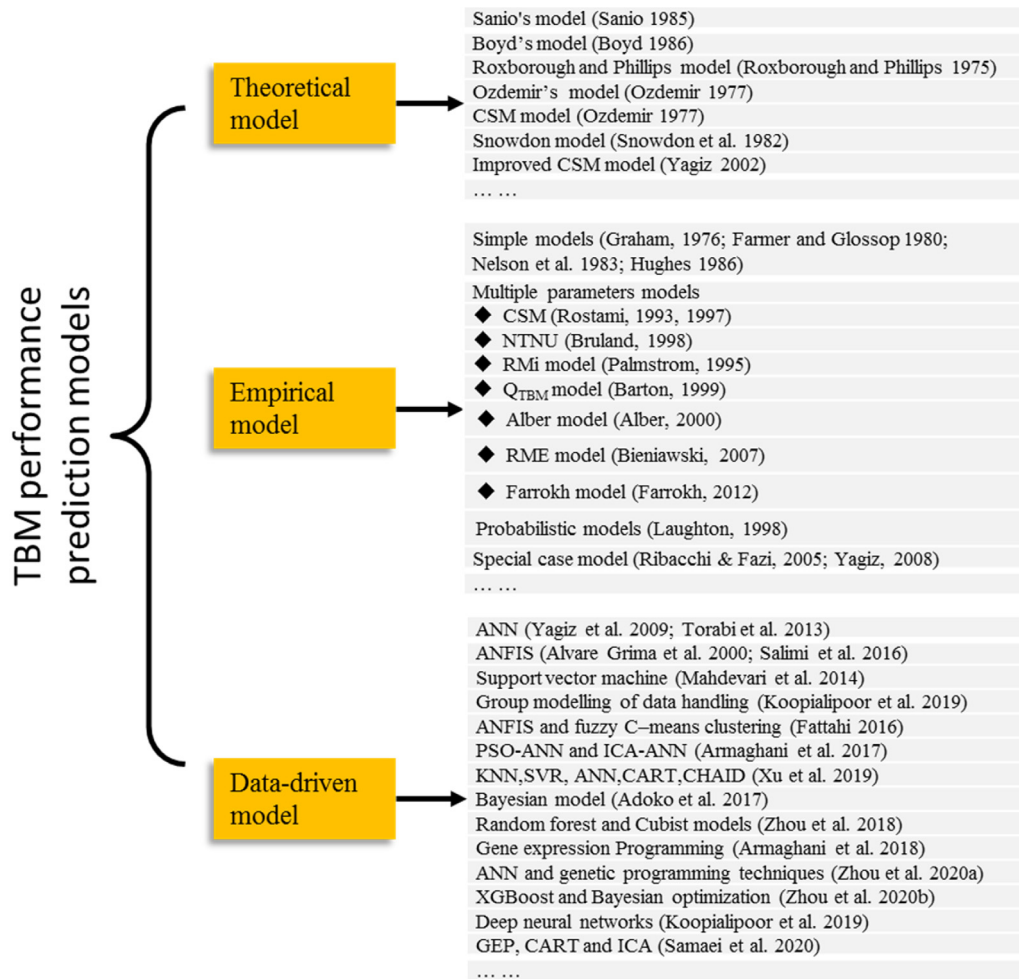 TBM performance
prediction models
Theoretical
model
Sanio's model (Sanio 1985)
Boyd's model (Boyd 1986)
Roxborough and Phillips model (Roxborough and Phillips 1975)
Ozdemir's model (Ozdemir 1977)
CSM model (Ozdemir 1977)
Snowdon model (Snowdon et al. 1982)
Improved CSM model (Yagiz 2002)
... ...
Empirical
model
Simple models (Graham, 1976; Farmer and Glossop 1980;
Nelson et al. 1983; Hughes 1986)
Multiple parameters models
◆ CSM (Rostami, 1993, 1997)
◆ NTNU (Bruland, 1998)
◆ RMi model (Palmstrom, 1995)
◆ QTBM model (Barton, 1999)
◆ Alber model (Alber, 2000)
◆ RME model (Bieniawski, 2007)
◆ Farrokh model (Farrokh, 2012)
Probabilistic models (Laughton, 1998)
Special case model (Ribacchi & Fazi, 2005; Yagiz, 2008)
... ...
Data-driven
model
ANN (Yagiz et al. 2009; Torabi et al. 2013)
ANFIS (Alvare Grima et al. 2000; Salimi et al. 2016)
Support vector machine (Mahdevari et al. 2014)
Group modelling of data handling (Koopialipoor et al. 2019)
ANFIS and fuzzy C–means clustering (Fattahi 2016)
PSO-ANN and ICA-ANN (Armaghani et al. 2017)
KNN,SVR, ANN,CART,CHAID (Xu et al. 2019)
Bayesian model (Adoko et al. 2017)
Random forest and Cubist models (Zhou et al. 2018)
Gene expression Programming (Armaghani et al. 2018)
ANN and genetic programming techniques (Zhou et al. 2020a)
XGBoost and Bayesian optimization (Zhou et al. 2020b)
Deep neural networks (Koopialipoor et al. 2019)
GEP, CART and ICA (Samaei et al. 2020)
... ...